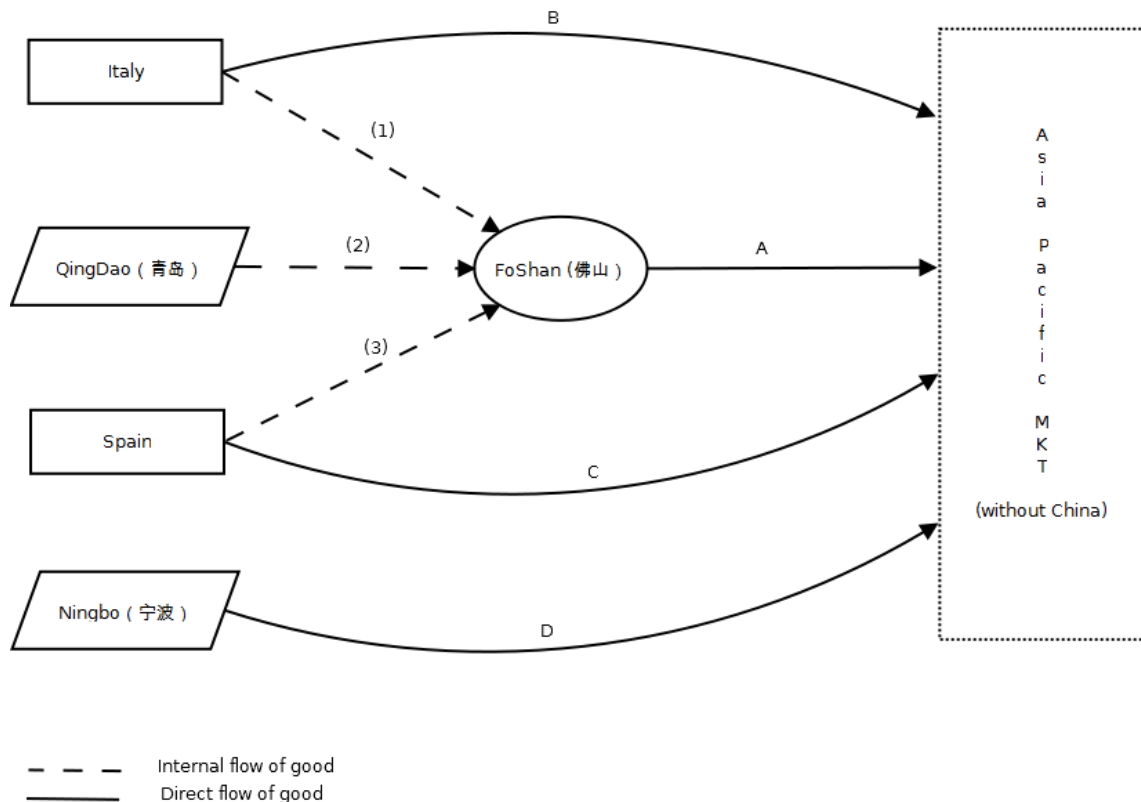 B
Italy
(1)
A
s
i
a
P
a
c
i
f
i
c
M
K
T
(without China)
(2)
QingDao ( 青岛 )
FoShan (佛山 )
A
(3)
Spain
C
Ningbo ( 宁波 )
D
Internal flow of good
Direct flow of good